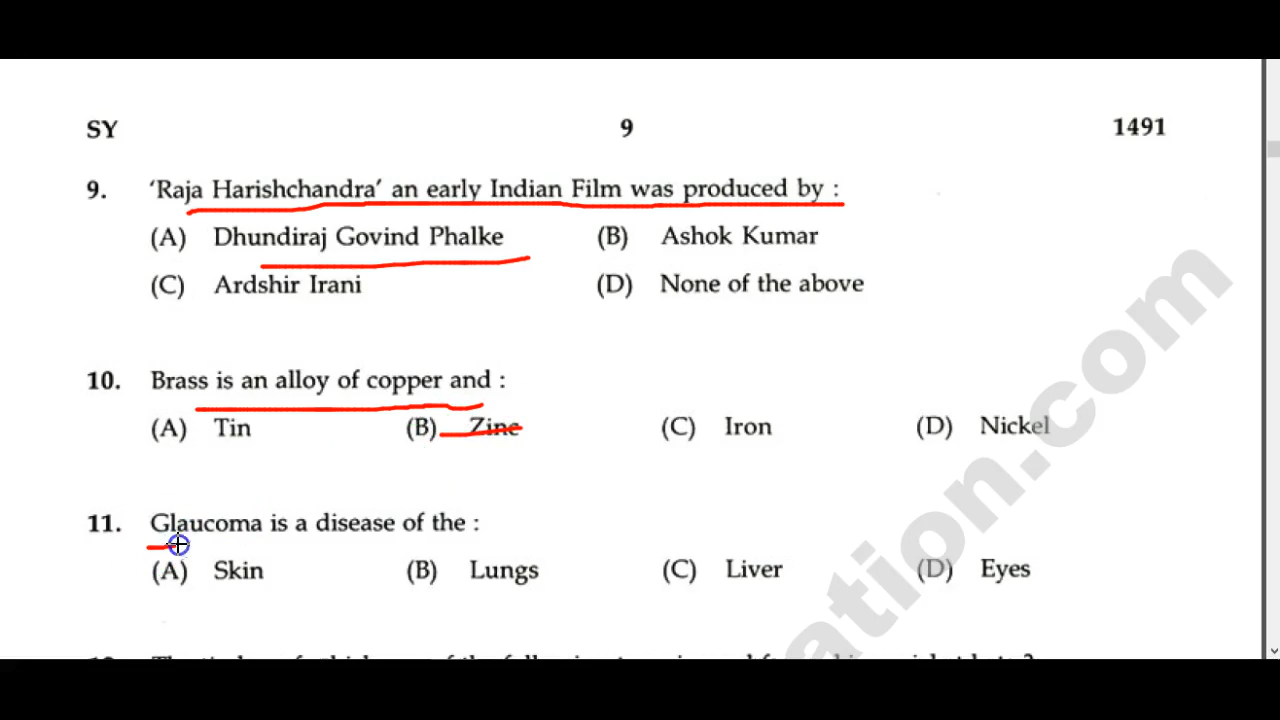 SY 9 1491
9. 'Raja Harishchandra' an early Indian Film was produced by :
(A) Dhundiraj Govind Phalke (B) Ashok Kumar
(C) Ardshir Irani (D) None of the above
10. Brass is an alloy of copper and :
(A) Tin (B) Zinc (C) Iron (D) Nickel
11. Glaucoma is a disease of the :
(A) Skin (B) Lungs (C) Liver (D) Eyes
ation.com